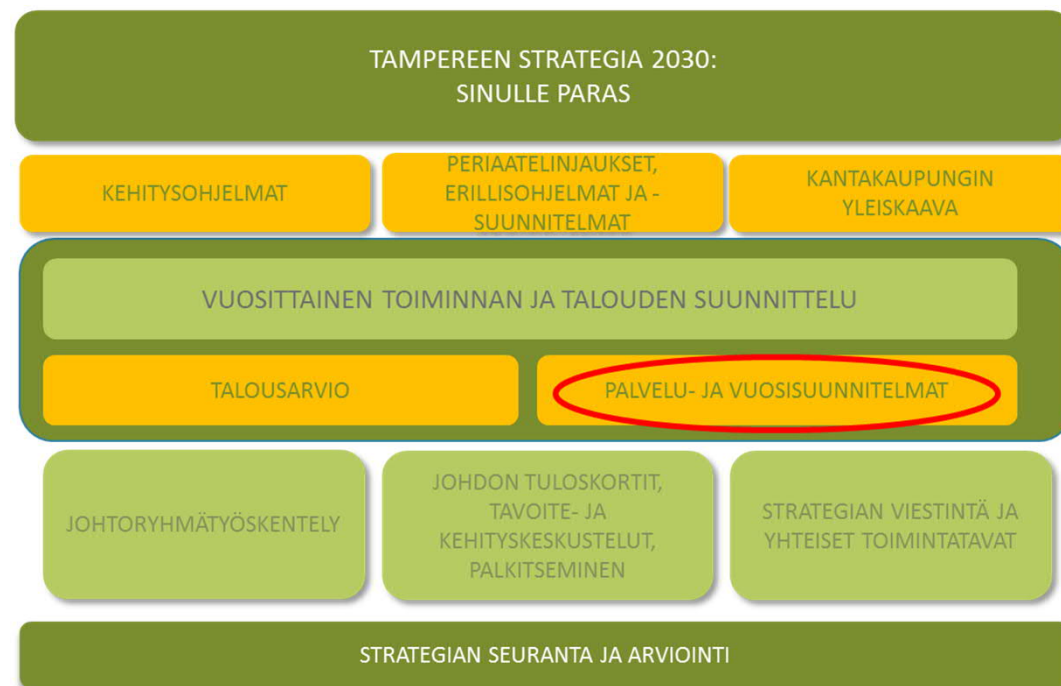 TAMPEREEN STRATEGIA 2030:
SINULLE PARAS
KEHITYSOHJELMAT
PERIAATELINJAUKSET,
ERILLISOHJELMAT JA -
SUUNNITELMAT
KANTAKAUPUNGIN
YLEISKAAVA
VUOSITTAINEN TOIMINNAN JA TALOUDEN SUUNNITTELU
TALOUSARVIO
PALVELU- JA VUOSISUUNNITELMAT
JOHTORYHMÄTYÖSKENTELY
JOHDON TULOSKORTIT,
TAVOITE- JA
KEHITYSKESKUSTELUT,
PALKITSEMINEN
STRATEGIAN VIESTINTÄ JA
YHTEISET TOIMINTATAVAT
STRATEGIAN SEURANTA JA ARVIOINTI